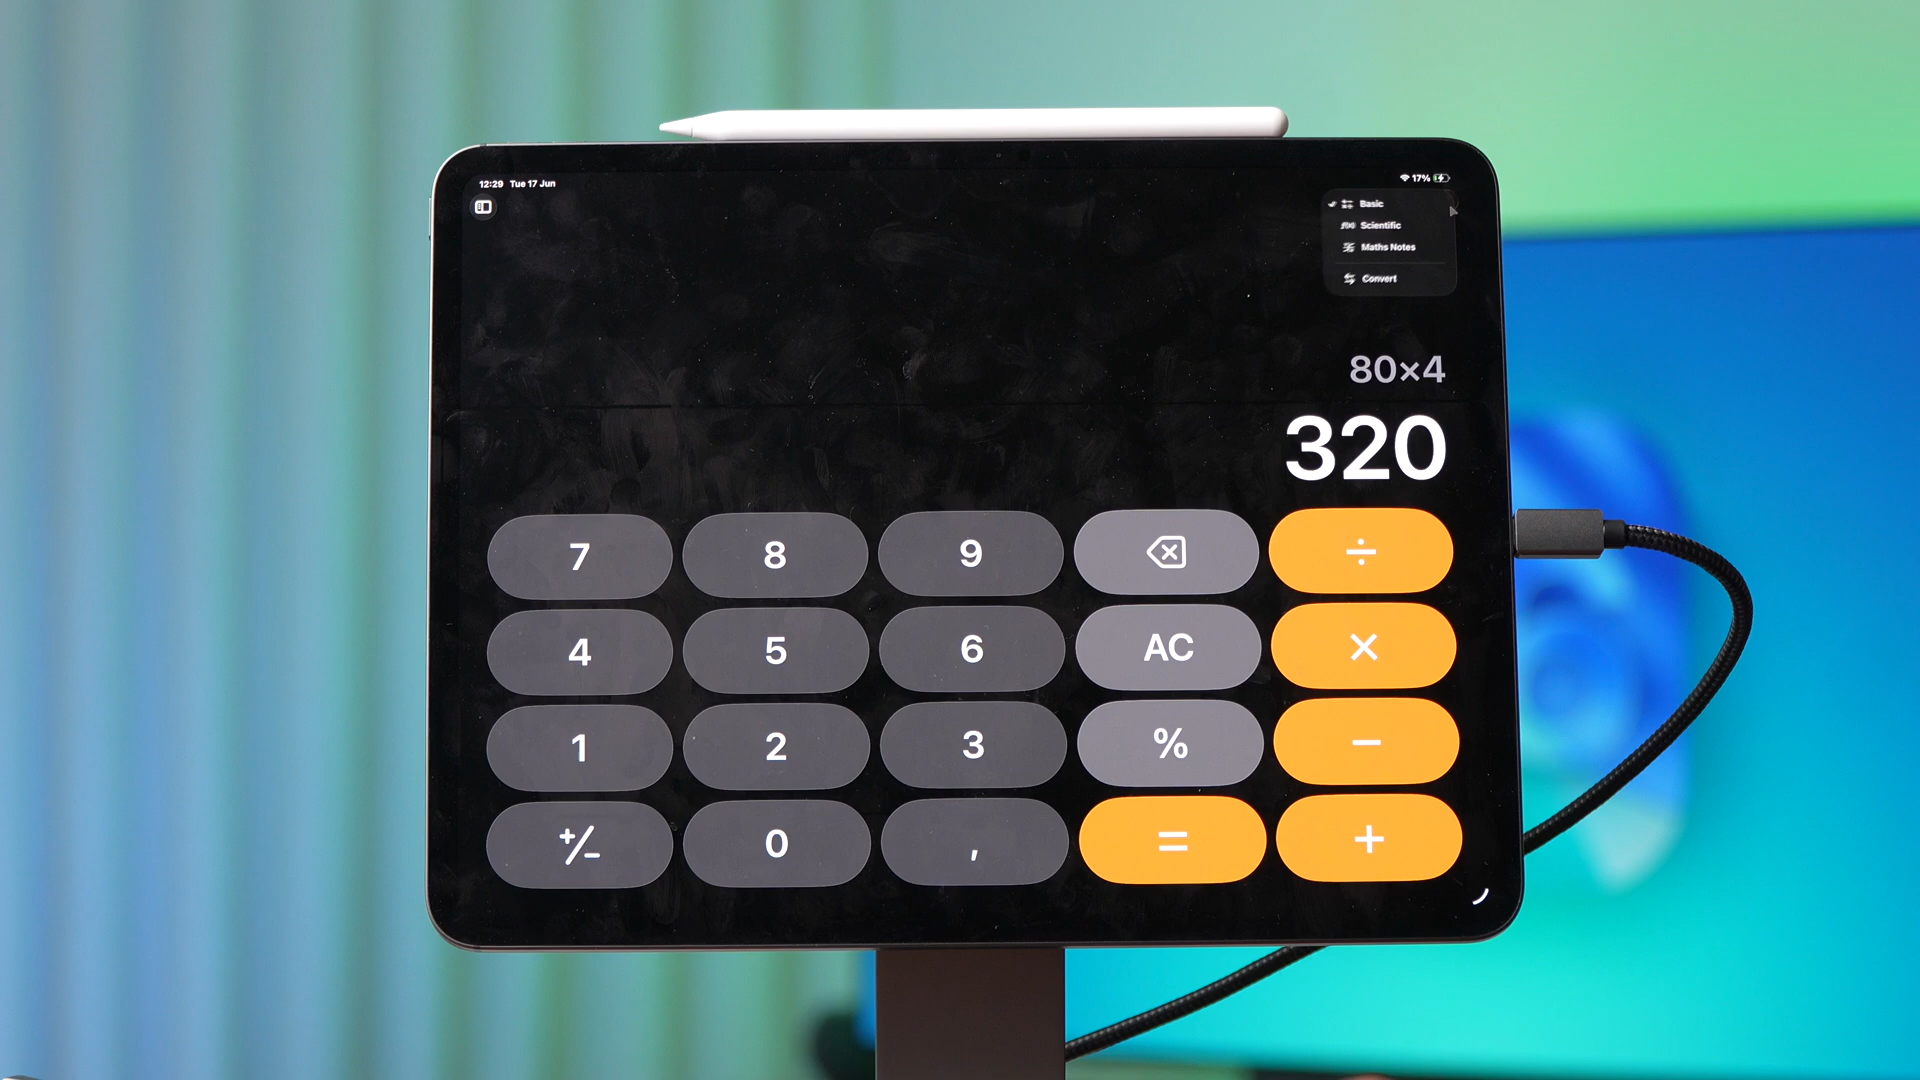 12:29 Tue 17 Jun
17%
Basic
Scientific
Maths Notes
Convert
80×4
320
7 8 9 ÷
4 5 6 AC ×
1 2 3 % −
+/− 0 , = +